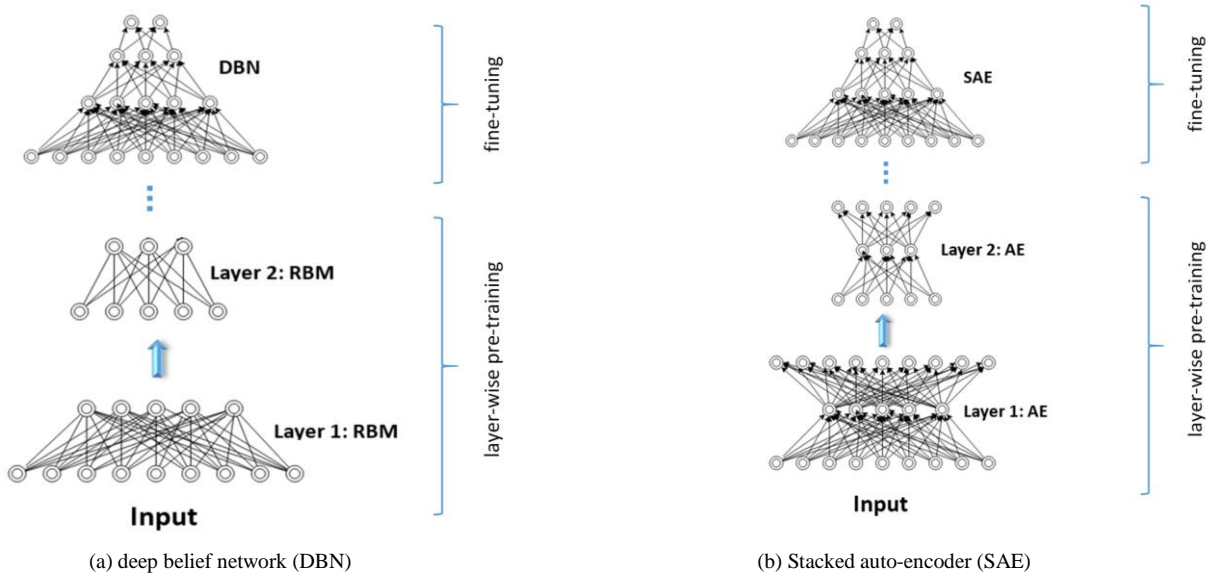 DBN
fine-tuning
Layer 2: RBM
layer-wise pre-training
Layer 1: RBM
Input
(a) deep belief network (DBN)
SAE
fine-tuning
Layer 2: AE
layer-wise pre-training
Layer 1: AE
Input
(b) Stacked auto-encoder (SAE)